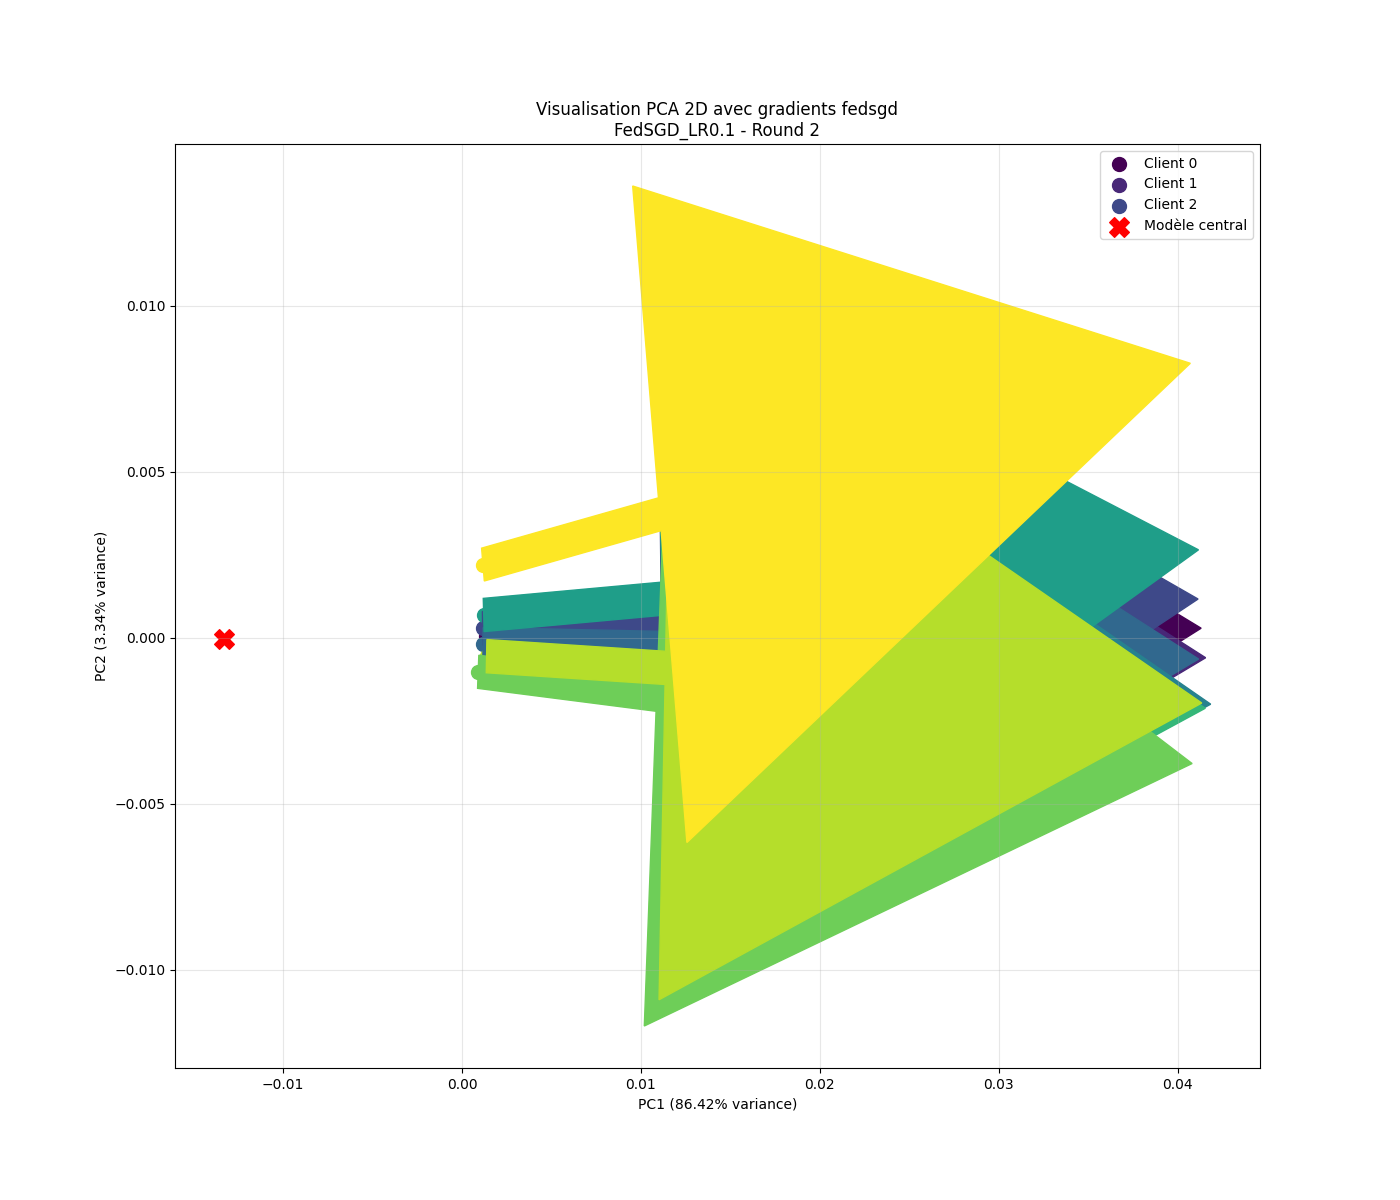 Visualisation PCA 2D avec gradients fedsgd
FedSGD_LR0.1 - Round 2
Client 0
Client 1
Client 2
Modèle central
0.010
0.005
0.000
−0.005
−0.010
PC2 (3.34% variance)
−0.01
0.00
0.01
0.02
0.03
0.04
PC1 (86.42% variance)